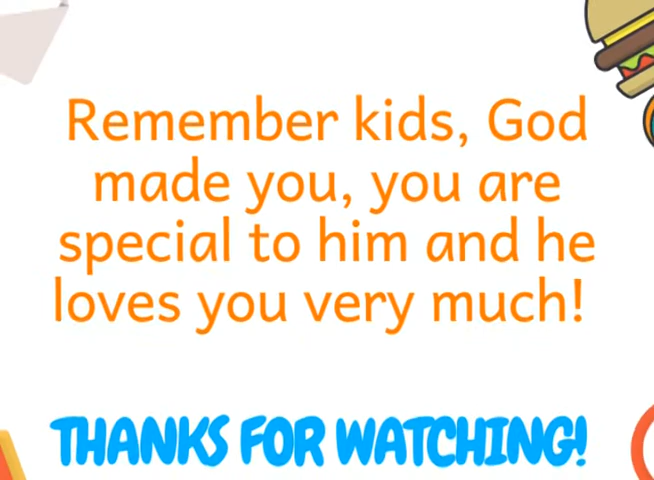 Remember kids, God
made you, you are
special to him and he
loves you very much!
THANKS FOR WATCHING!